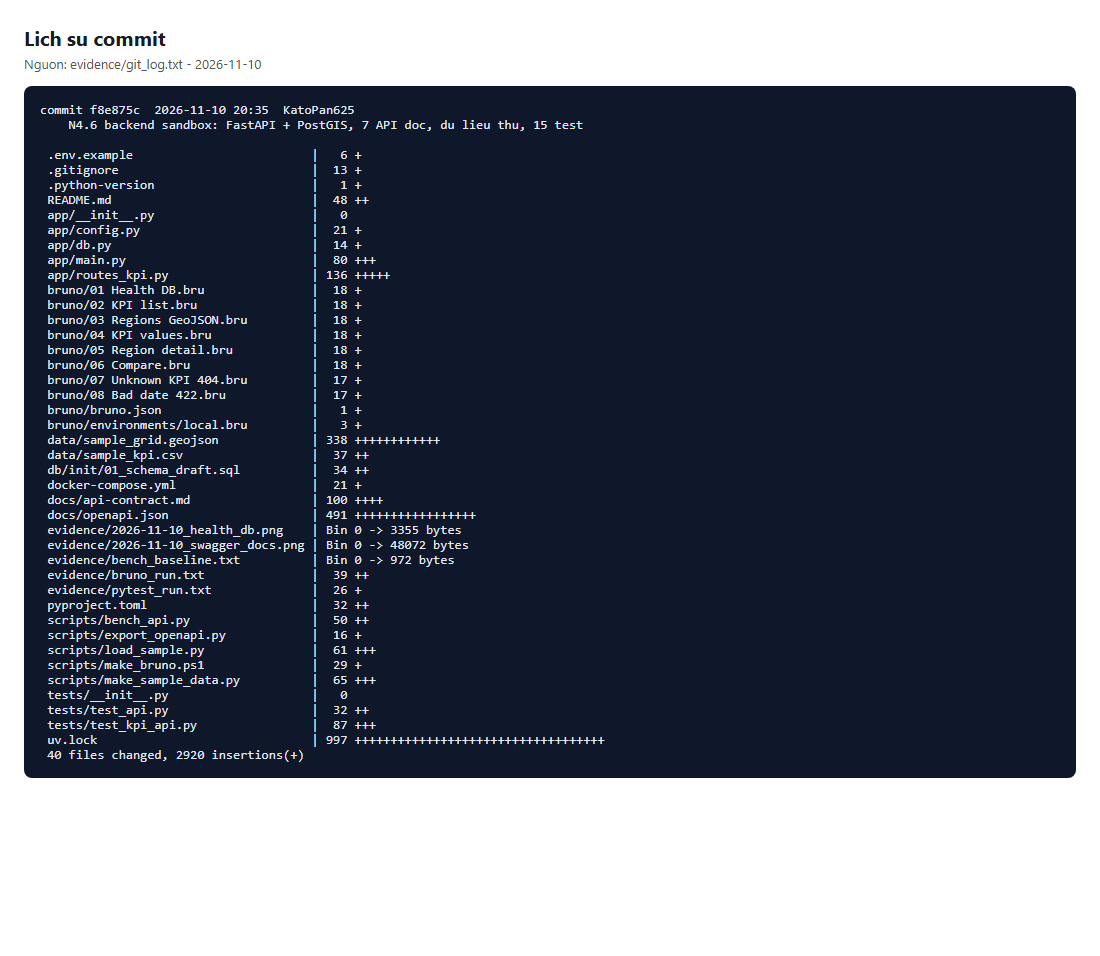 Lich su commit
Nguon: evidence/git_log.txt - 2026-11-10
commit f8e875c  2026-11-10 20:35  KatoPan625
    N4.6 backend sandbox: FastAPI + PostGIS, 7 API doc, du lieu thu, 15 test
 .env.example                         |   6 +
 .gitignore                           |  13 +
 .python-version                      |   1 +
 README.md                            |  48 ++
 app/__init__.py                      |   0
 app/config.py                        |  21 +
 app/db.py                            |  14 +
 app/main.py                          |  80 +++
 app/routes_kpi.py                    | 136 +++++
 bruno/01 Health DB.bru               |  18 +
 bruno/02 KPI list.bru                |  18 +
 bruno/03 Regions GeoJSON.bru         |  18 +
 bruno/04 KPI values.bru              |  18 +
 bruno/05 Region detail.bru           |  18 +
 bruno/06 Compare.bru                 |  18 +
 bruno/07 Unknown KPI 404.bru         |  17 +
 bruno/08 Bad date 422.bru            |  17 +
 bruno/bruno.json                     |   1 +
 bruno/environments/local.bru         |   3 +
 data/sample_grid.geojson             | 338 ++++++++++++
 data/sample_kpi.csv                  |  37 ++
 db/init/01_schema_draft.sql          |  34 ++
 docker-compose.yml                   |  21 +
 docs/api-contract.md                 | 100 ++++
 docs/openapi.json                    | 491 +++++++++++++++++
 evidence/2026-11-10_health_db.png    | Bin 0 -> 3355 bytes
 evidence/2026-11-10_swagger_docs.png | Bin 0 -> 48072 bytes
 evidence/bench_baseline.txt          | Bin 0 -> 972 bytes
 evidence/bruno_run.txt               |  39 ++
 evidence/pytest_run.txt              |  26 +
 pyproject.toml                       |  32 ++
 scripts/bench_api.py                 |  50 ++
 scripts/export_openapi.py            |  16 +
 scripts/load_sample.py               |  61 +++
 scripts/make_bruno.ps1               |  29 +
 scripts/make_sample_data.py          |  65 +++
 tests/__init__.py                    |   0
 tests/test_api.py                    |  32 ++
 tests/test_kpi_api.py                |  87 +++
 uv.lock                              | 997 +++++++++++++++++++++++++++++++++++
 40 files changed, 2920 insertions(+)